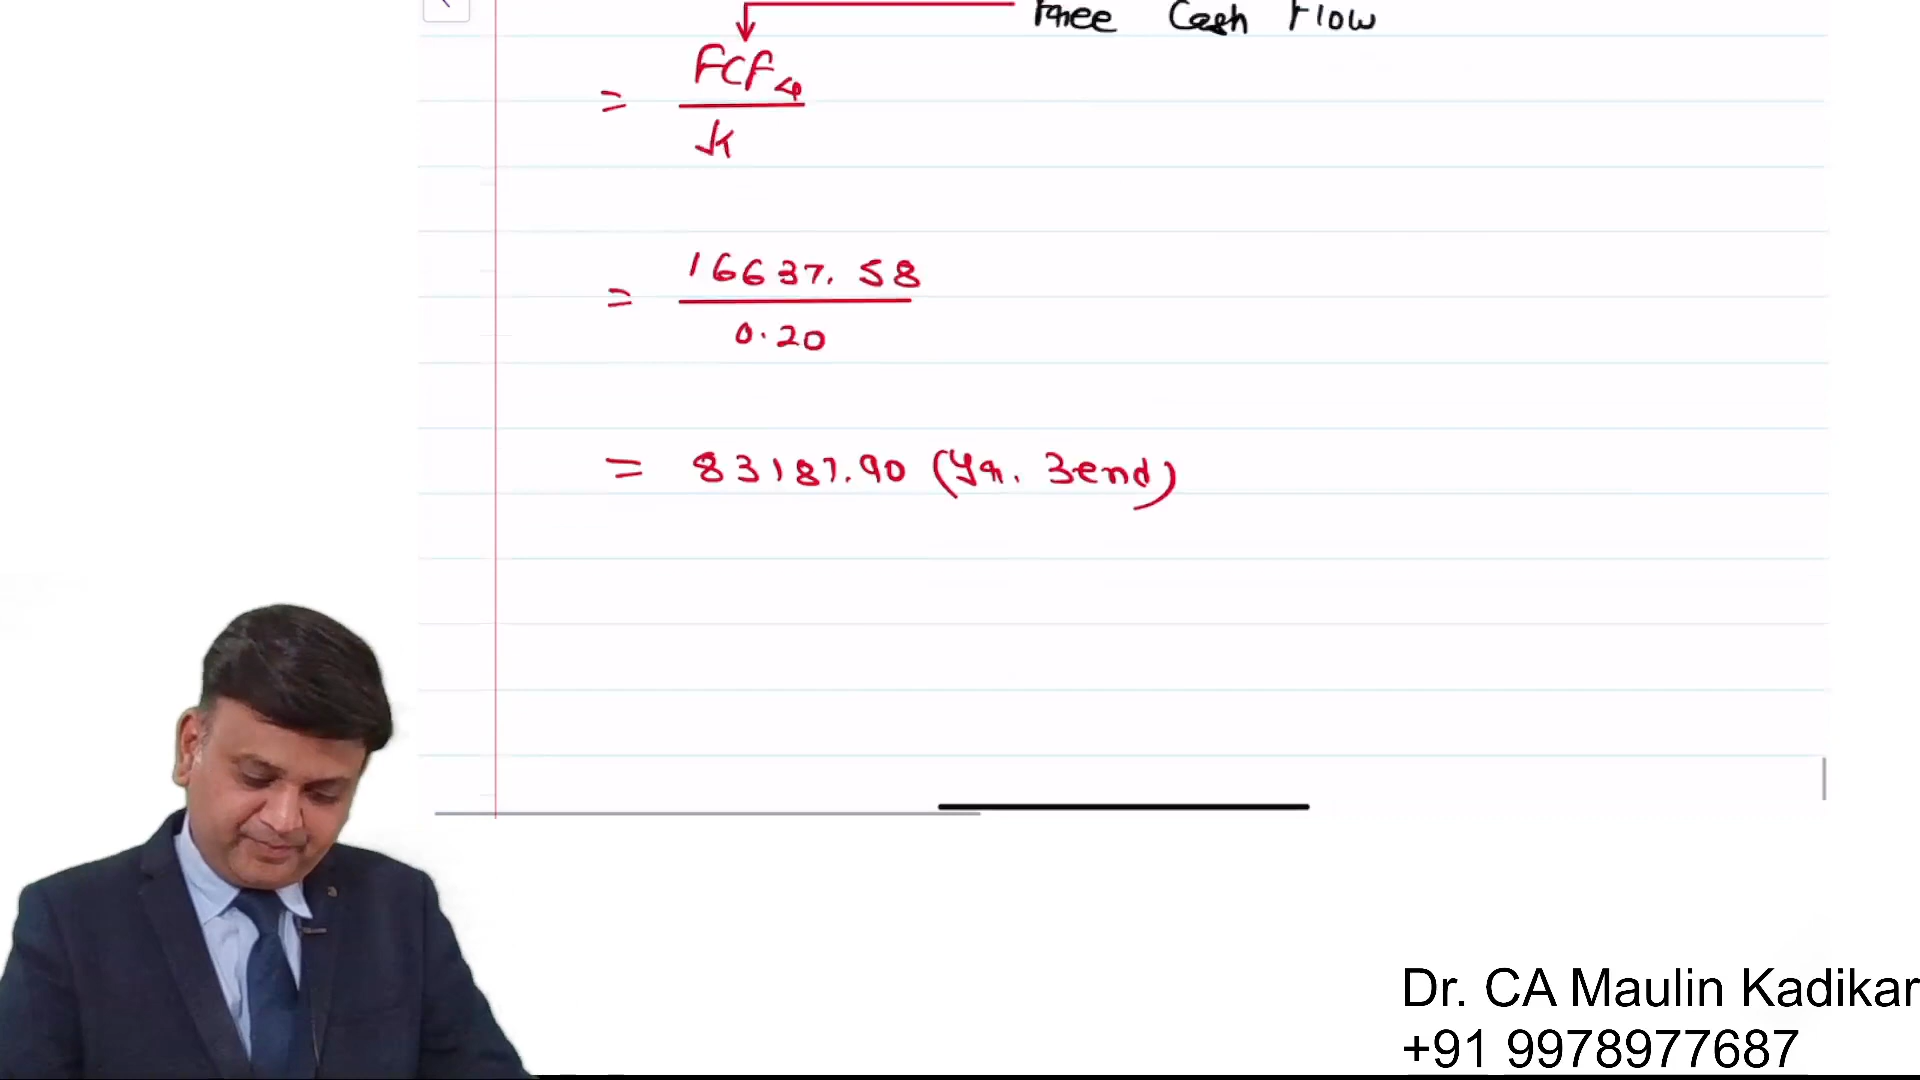 Free Cash Flow
= FCF4
K
= 16637.58
0.20
= 83187.90 (Yr. 3end)
Dr. CA Maulin Kadikar
+91 9978977687